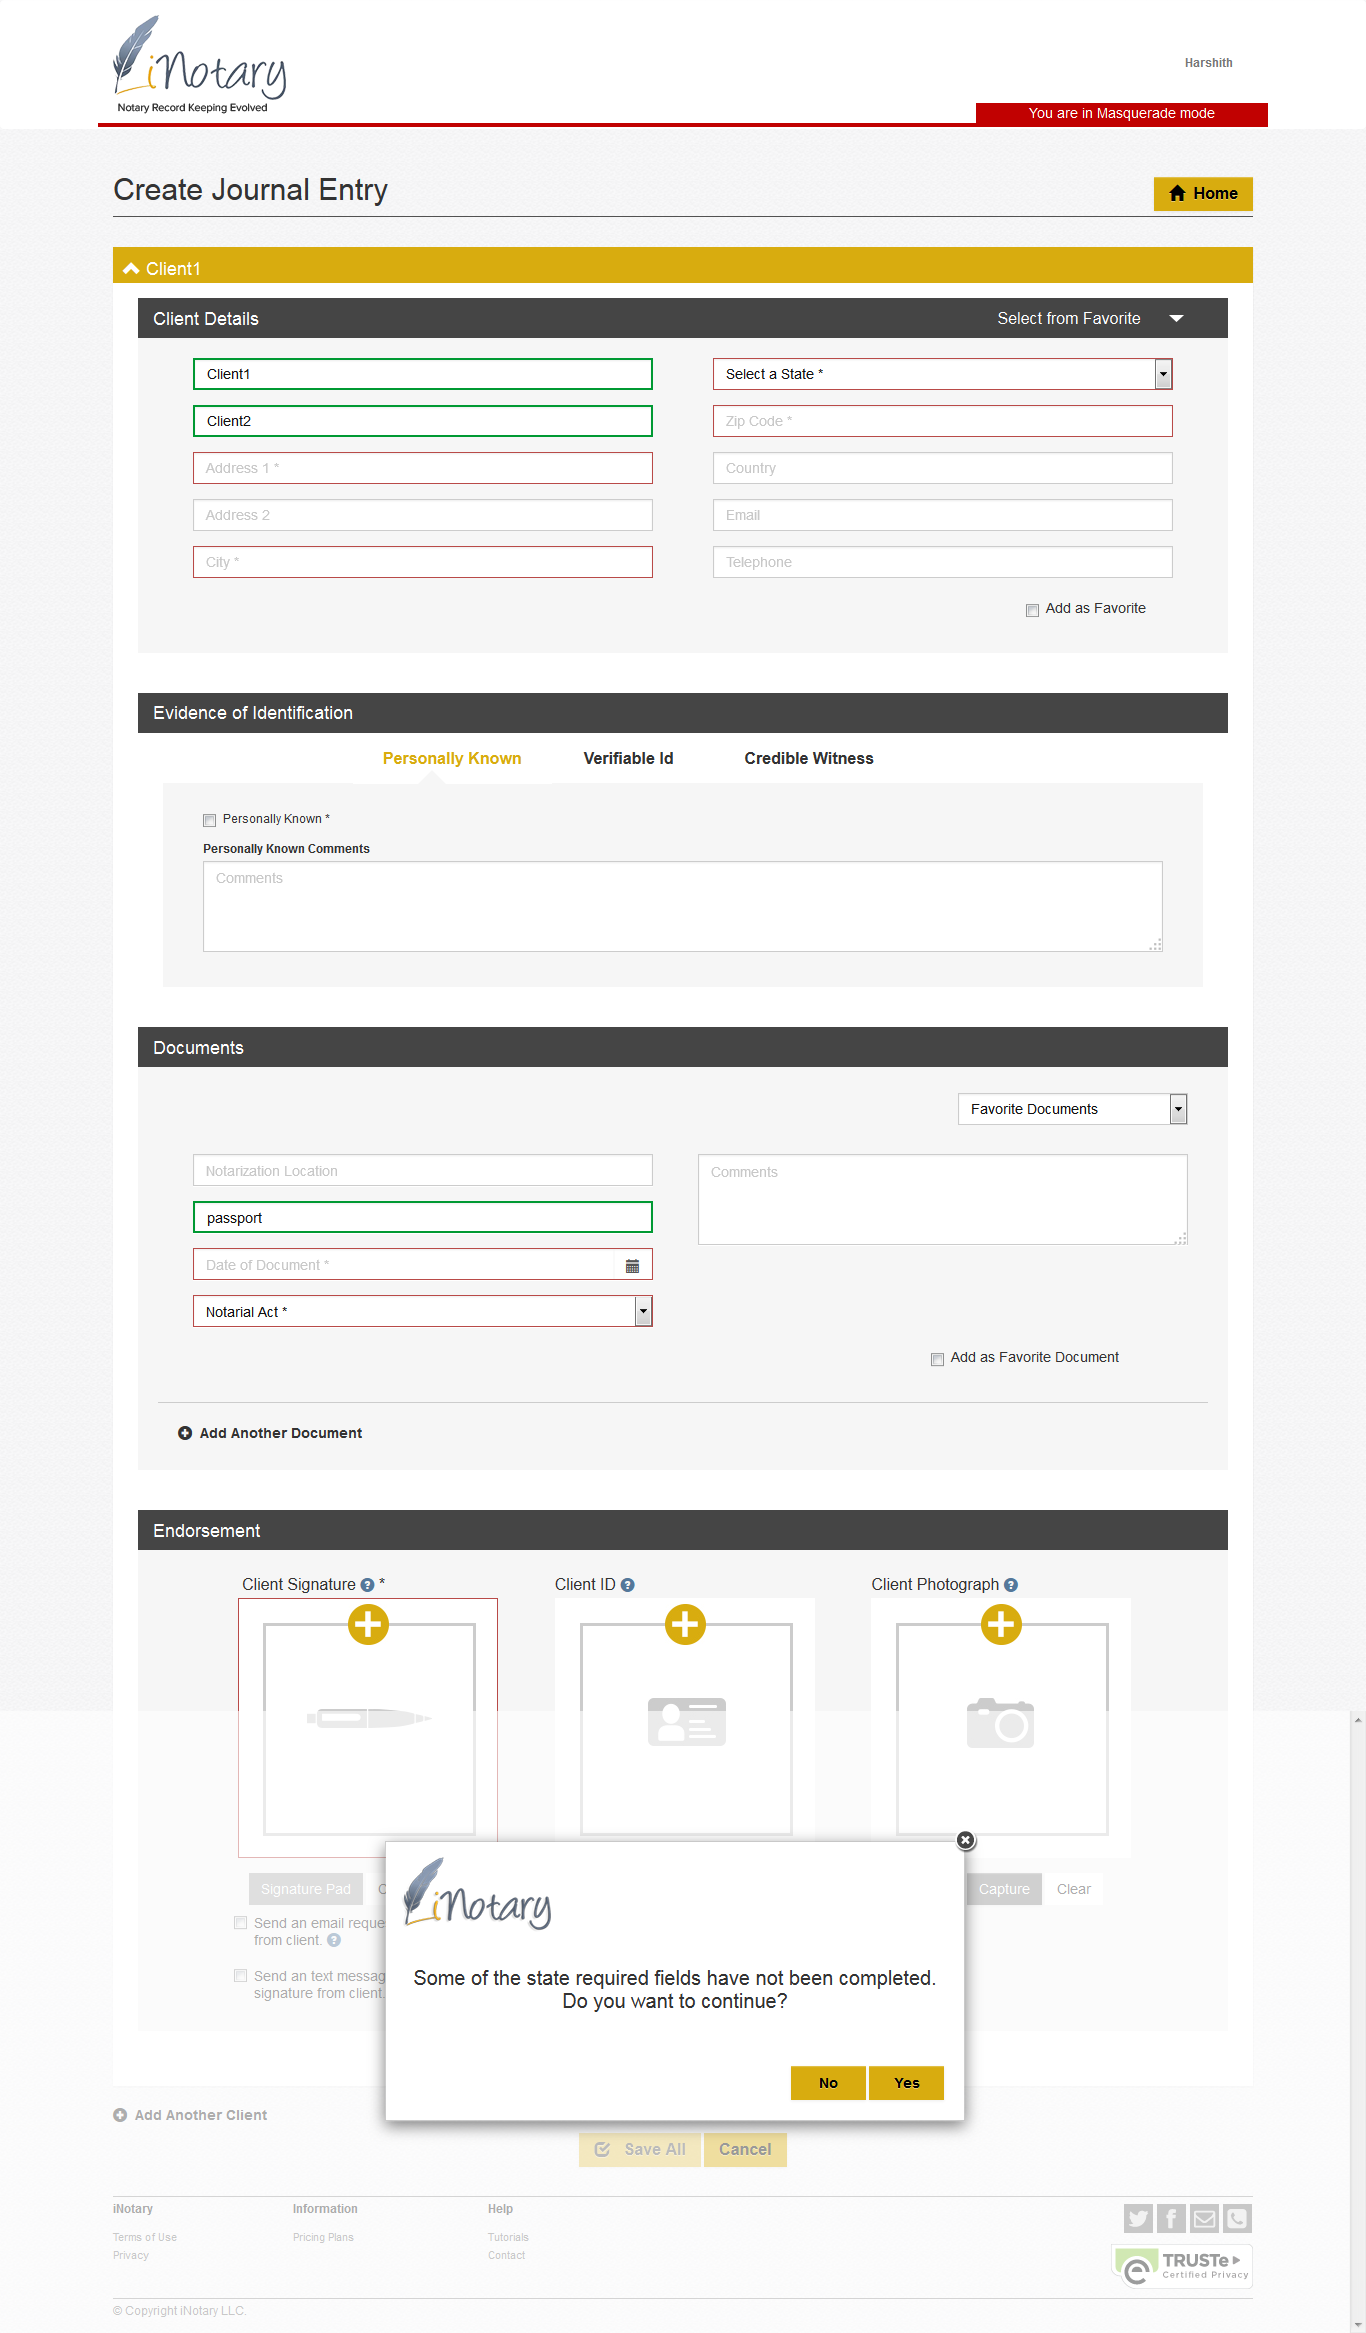 iNotary
Notary Record Keeping Evolved
Harshith
You are in Masquerade mode
Create Journal Entry
Home
Client1
Client Details
Select from Favorite
Client1
Select a State *
Client2
Zip Code *
Address 1 *
Country
Address 2
Email
City *
Telephone
Add as Favorite
Evidence of Identification
Personally Known
Verifiable Id
Credible Witness
Personally Known *
Personally Known Comments
Comments
Documents
Favorite Documents
Notarization Location
Comments
passport
Date of Document *
Notarial Act *
Add as Favorite Document
Add Another Document
Endorsement
Client Signature ? *
Client ID ?
Client Photograph ?
Signature Pad
Capture
Clear
Send an email reque
from client. ?
Send an text messag
signature from client.
iNotary
Some of the state required fields have not been completed.
Do you want to continue?
No
Yes
Add Another Client
Save All
Cancel
iNotary
Information
Help
Terms of Use
Pricing Plans
Tutorials
Privacy
Contact
TRUSTe
Certified Privacy
© Copyright iNotary LLC.